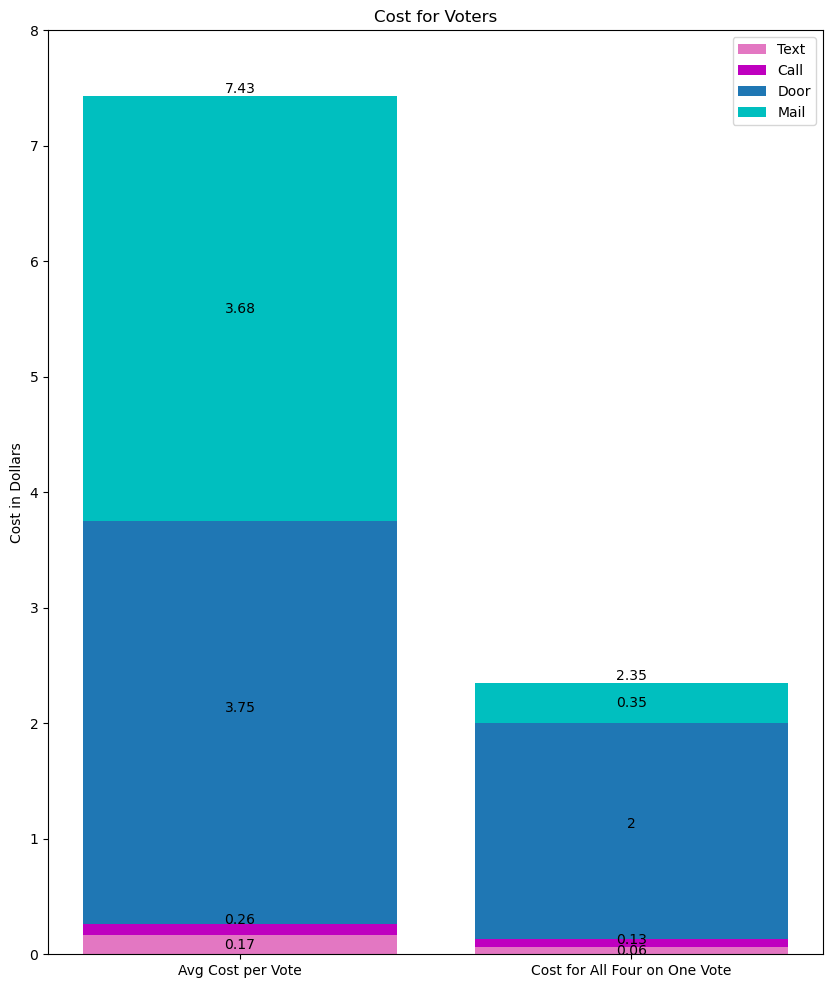 Cost for Voters
Text
Call
Door
Mail
Cost in Dollars
8
7
6
5
4
3
2
1
0
7.43
3.68
3.75
0.26
0.17
2.35
0.35
2
0.13
0.06
Avg Cost per Vote
Cost for All Four on One Vote